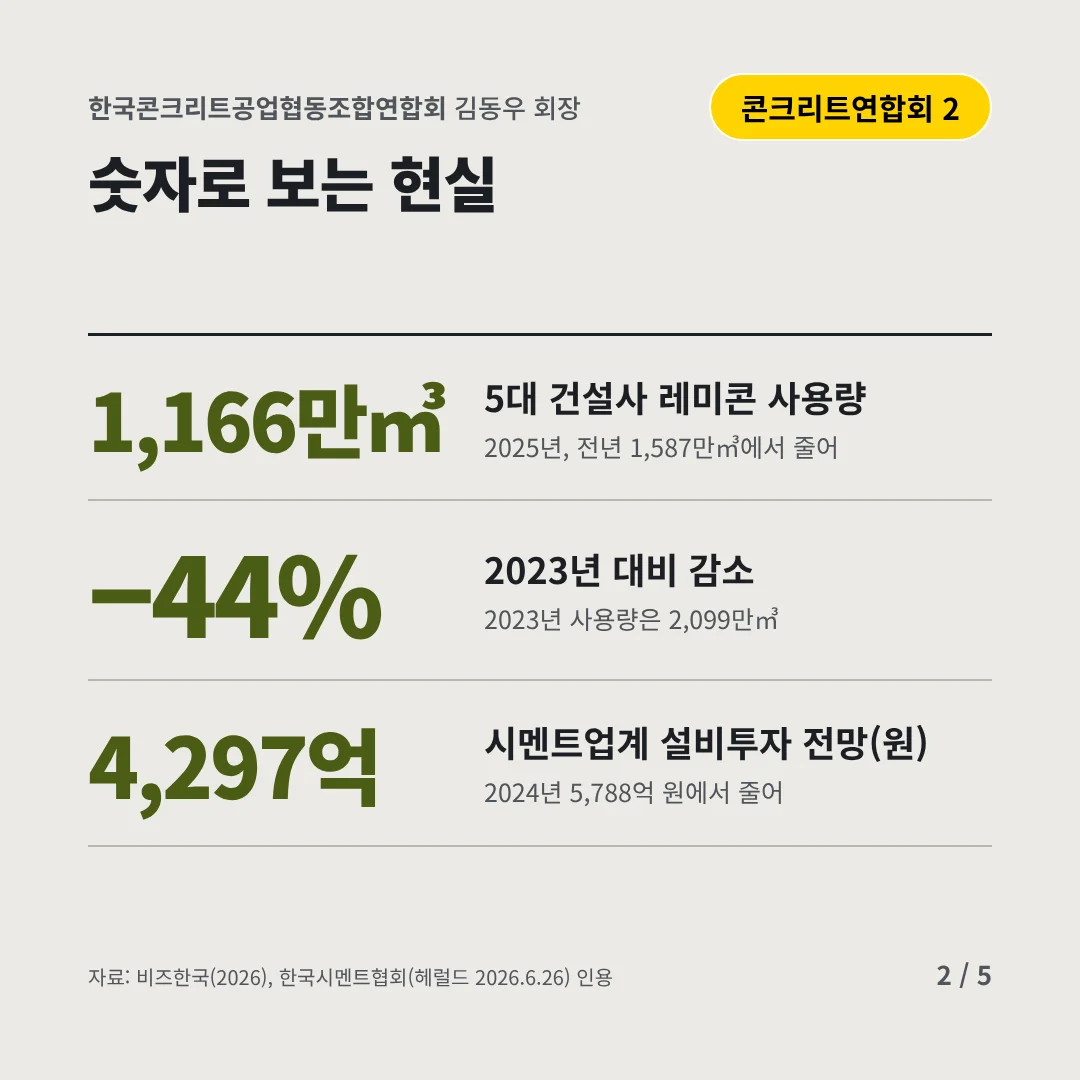 한국콘크리트공업협동조합연합회 김동우 회장
콘크리트연합회 2
숫자로 보는 현실
1,166만㎥
5대 건설사 레미콘 사용량
2025년, 전년 1,587만㎥에서 줄어
–44%
2023년 대비 감소
2023년 사용량은 2,099만㎥
4,297억
시멘트업계 설비투자 전망(원)
2024년 5,788억 원에서 줄어
자료: 비즈한국(2026), 한국시멘트협회(헤럴드 2026.6.26) 인용
2 / 5